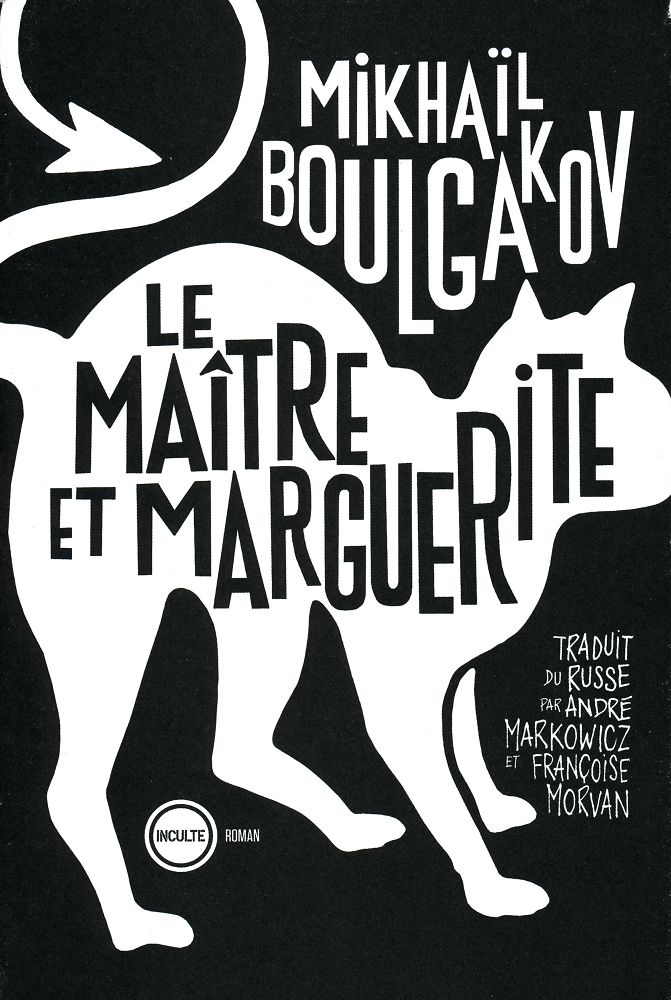 MIKHAÏL
BOULGAKOV
LE
MAÎTRE
ET MARGUERITE
TRADUIT
DU RUSSE
PAR ANDRÉ
MARKOWICZ
ET FRANÇOISE
MORVAN
INCULTE ROMAN